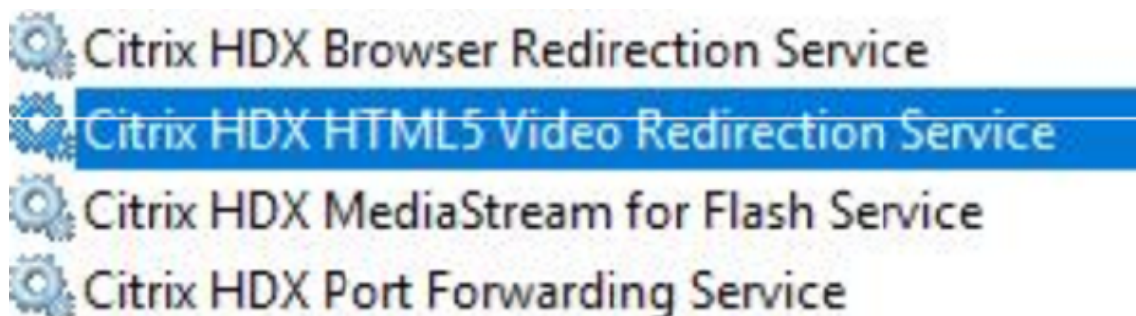 Citrix HDX Browser Redirection Service
Citrix HDX HTML5 Video Redirection Service
Citrix HDX MediaStream for Flash Service
Citrix HDX Port Forwarding Service